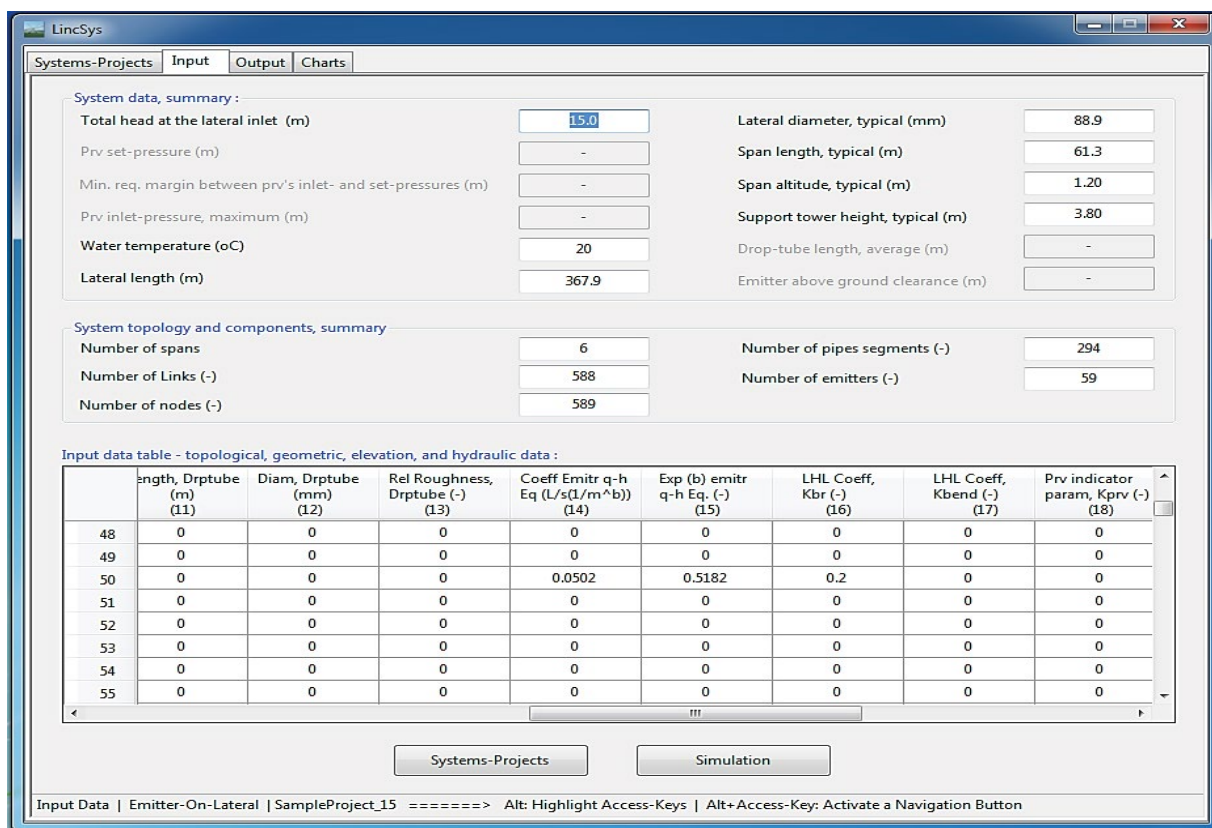 LincSys
Systems-Projects Input Output Charts
System data, summary :
Total head at the lateral inlet (m) 15.0 Lateral diameter, typical (mm) 88.9
Prv set-pressure (m) - Span length, typical (m) 61.3
Min. req. margin between prv's inlet- and set-pressures (m) - Span altitude, typical (m) 1.20
Prv inlet-pressure, maximum (m) - Support tower height, typical (m) 3.80
Water temperature (oC) 20 Drop-tube length, average (m) -
Lateral length (m) 367.9 Emitter above ground clearance (m) -
System topology and components, summary
Number of spans 6 Number of pipes segments (-) 294
Number of Links (-) 588 Number of emitters (-) 59
Number of nodes (-) 589
Input data table - topological, geometric, elevation, and hydraulic data :
ength, Drptube Diam, Drptube Rel Roughness, Coeff Emitr q-h Exp (b) emitr LHL Coeff, LHL Coeff, Prv indicator
(m) (mm) Drptube (-) Eq (L/s(1/m^b)) q-h Eq. (-) Kbr (-) Kbend (-) param, Kprv (-)
(11) (12) (13) (14) (15) (16) (17) (18)
48 0 0 0 0 0 0 0 0
49 0 0 0 0 0 0 0 0
50 0 0 0 0.0502 0.5182 0.2 0 0
51 0 0 0 0 0 0 0 0
52 0 0 0 0 0 0 0 0
53 0 0 0 0 0 0 0 0
54 0 0 0 0 0 0 0 0
55 0 0 0 0 0 0 0 0
Systems-Projects Simulation
Input Data | Emitter-On-Lateral | SampleProject_15 =======> Alt: Highlight Access-Keys | Alt+Access-Key: Activate a Navigation Button